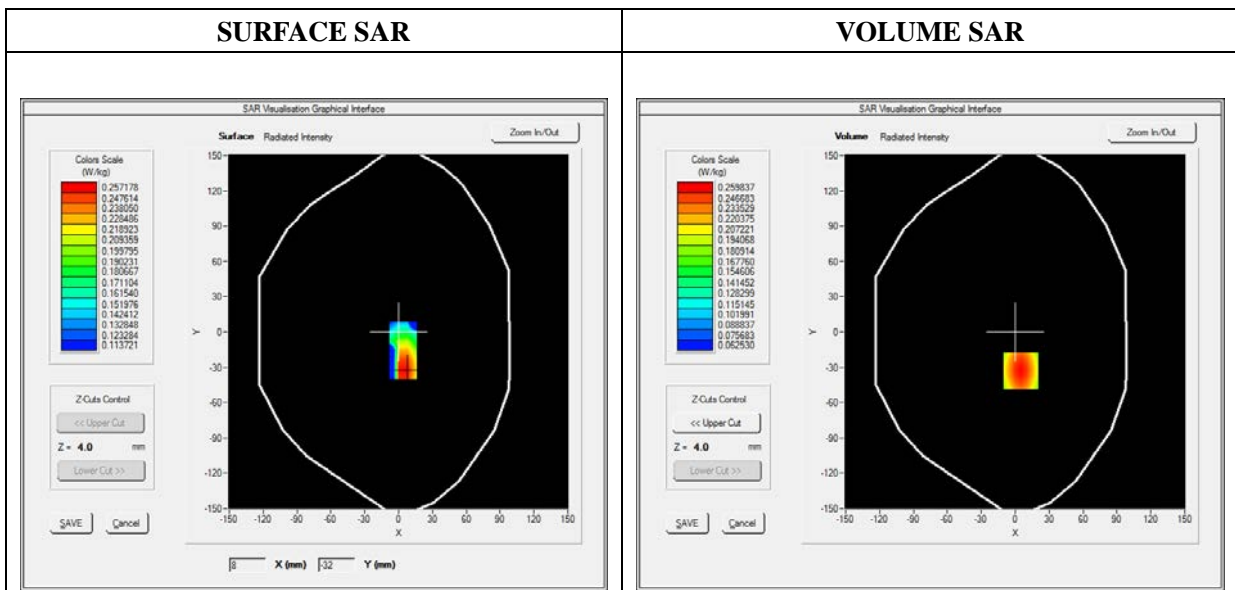 SURFACE SAR
VOLUME SAR
SAR Visualisation Graphical Interface
Surface Radiated Intensity
Zoom In/Out
Colors Scale
(W/kg)
0.257178
0.247614
0.238050
0.228486
0.218923
0.209359
0.199795
0.190231
0.180667
0.171104
0.161540
0.151976
0.142412
0.132848
0.123284
0.113721
Z-Cuts Control
<< Upper Cut
Z = 4.0 mm
Lower Cut >>
SAVE Cancel
150
120
90
60
30
0
-30
-60
-90
-120
-150
Y
-150 -120 -90 -60 -30 0 30 60 90 120 150
X
8 X (mm) -32 Y (mm)
SAR Visualisation Graphical Interface
Volume Radiated Intensity
Zoom In/Out
Colors Scale
(W/kg)
0.259837
0.246683
0.233529
0.220375
0.207221
0.194068
0.180914
0.167760
0.154606
0.141452
0.128299
0.115145
0.101991
0.088837
0.075683
0.062530
Z-Cuts Control
<< Upper Cut
Z = 4.0 mm
Lower Cut >>
SAVE Cancel
150
120
90
60
30
0
-30
-60
-90
-120
-150
Y
-150 -120 -90 -60 -30 0 30 60 90 120 150
X